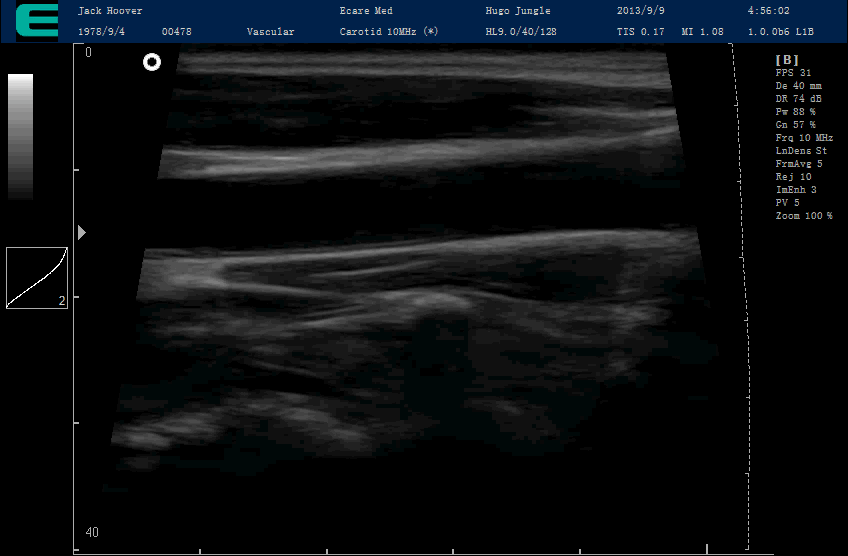 Jack Hoover Ecare Med Hugo Jungle 2013/9/9 4:56:02
1978/9/4 00478 Vascular Carotid 10MHz (*) HL9.0/40/128 TIS 0.17 MI 1.08 1.0.0b6 L1B
0
[B]
FPS 31
De 40 mm
DR 74 dB
Pw 88 %
Gn 57 %
Frq 10 MHz
LnDens St
FrmAvg 5
Rej 10
ImEnh 3
PV 5
Zoom 100 %
2
40